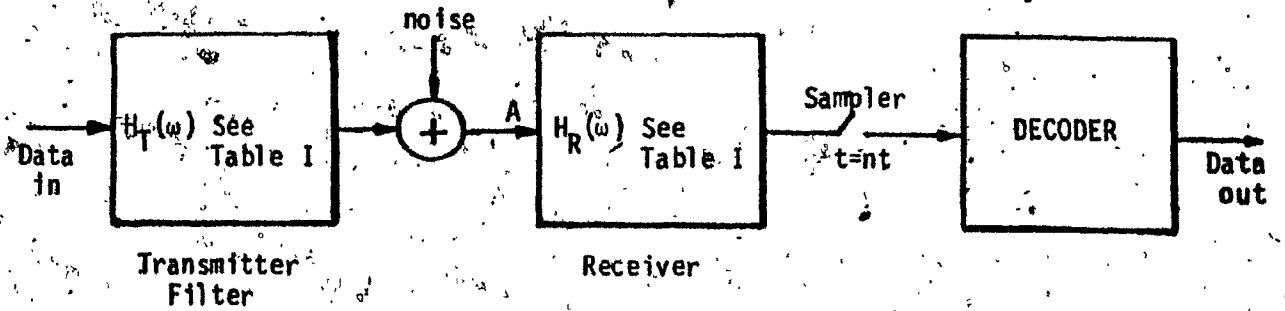 noise
Data
in
H_T(ω) See
Table I
Transmitter
Filter
+
A
H_R(ω) See
Table I
Receiver
Sampler
t=nt
DECODER
Data
out